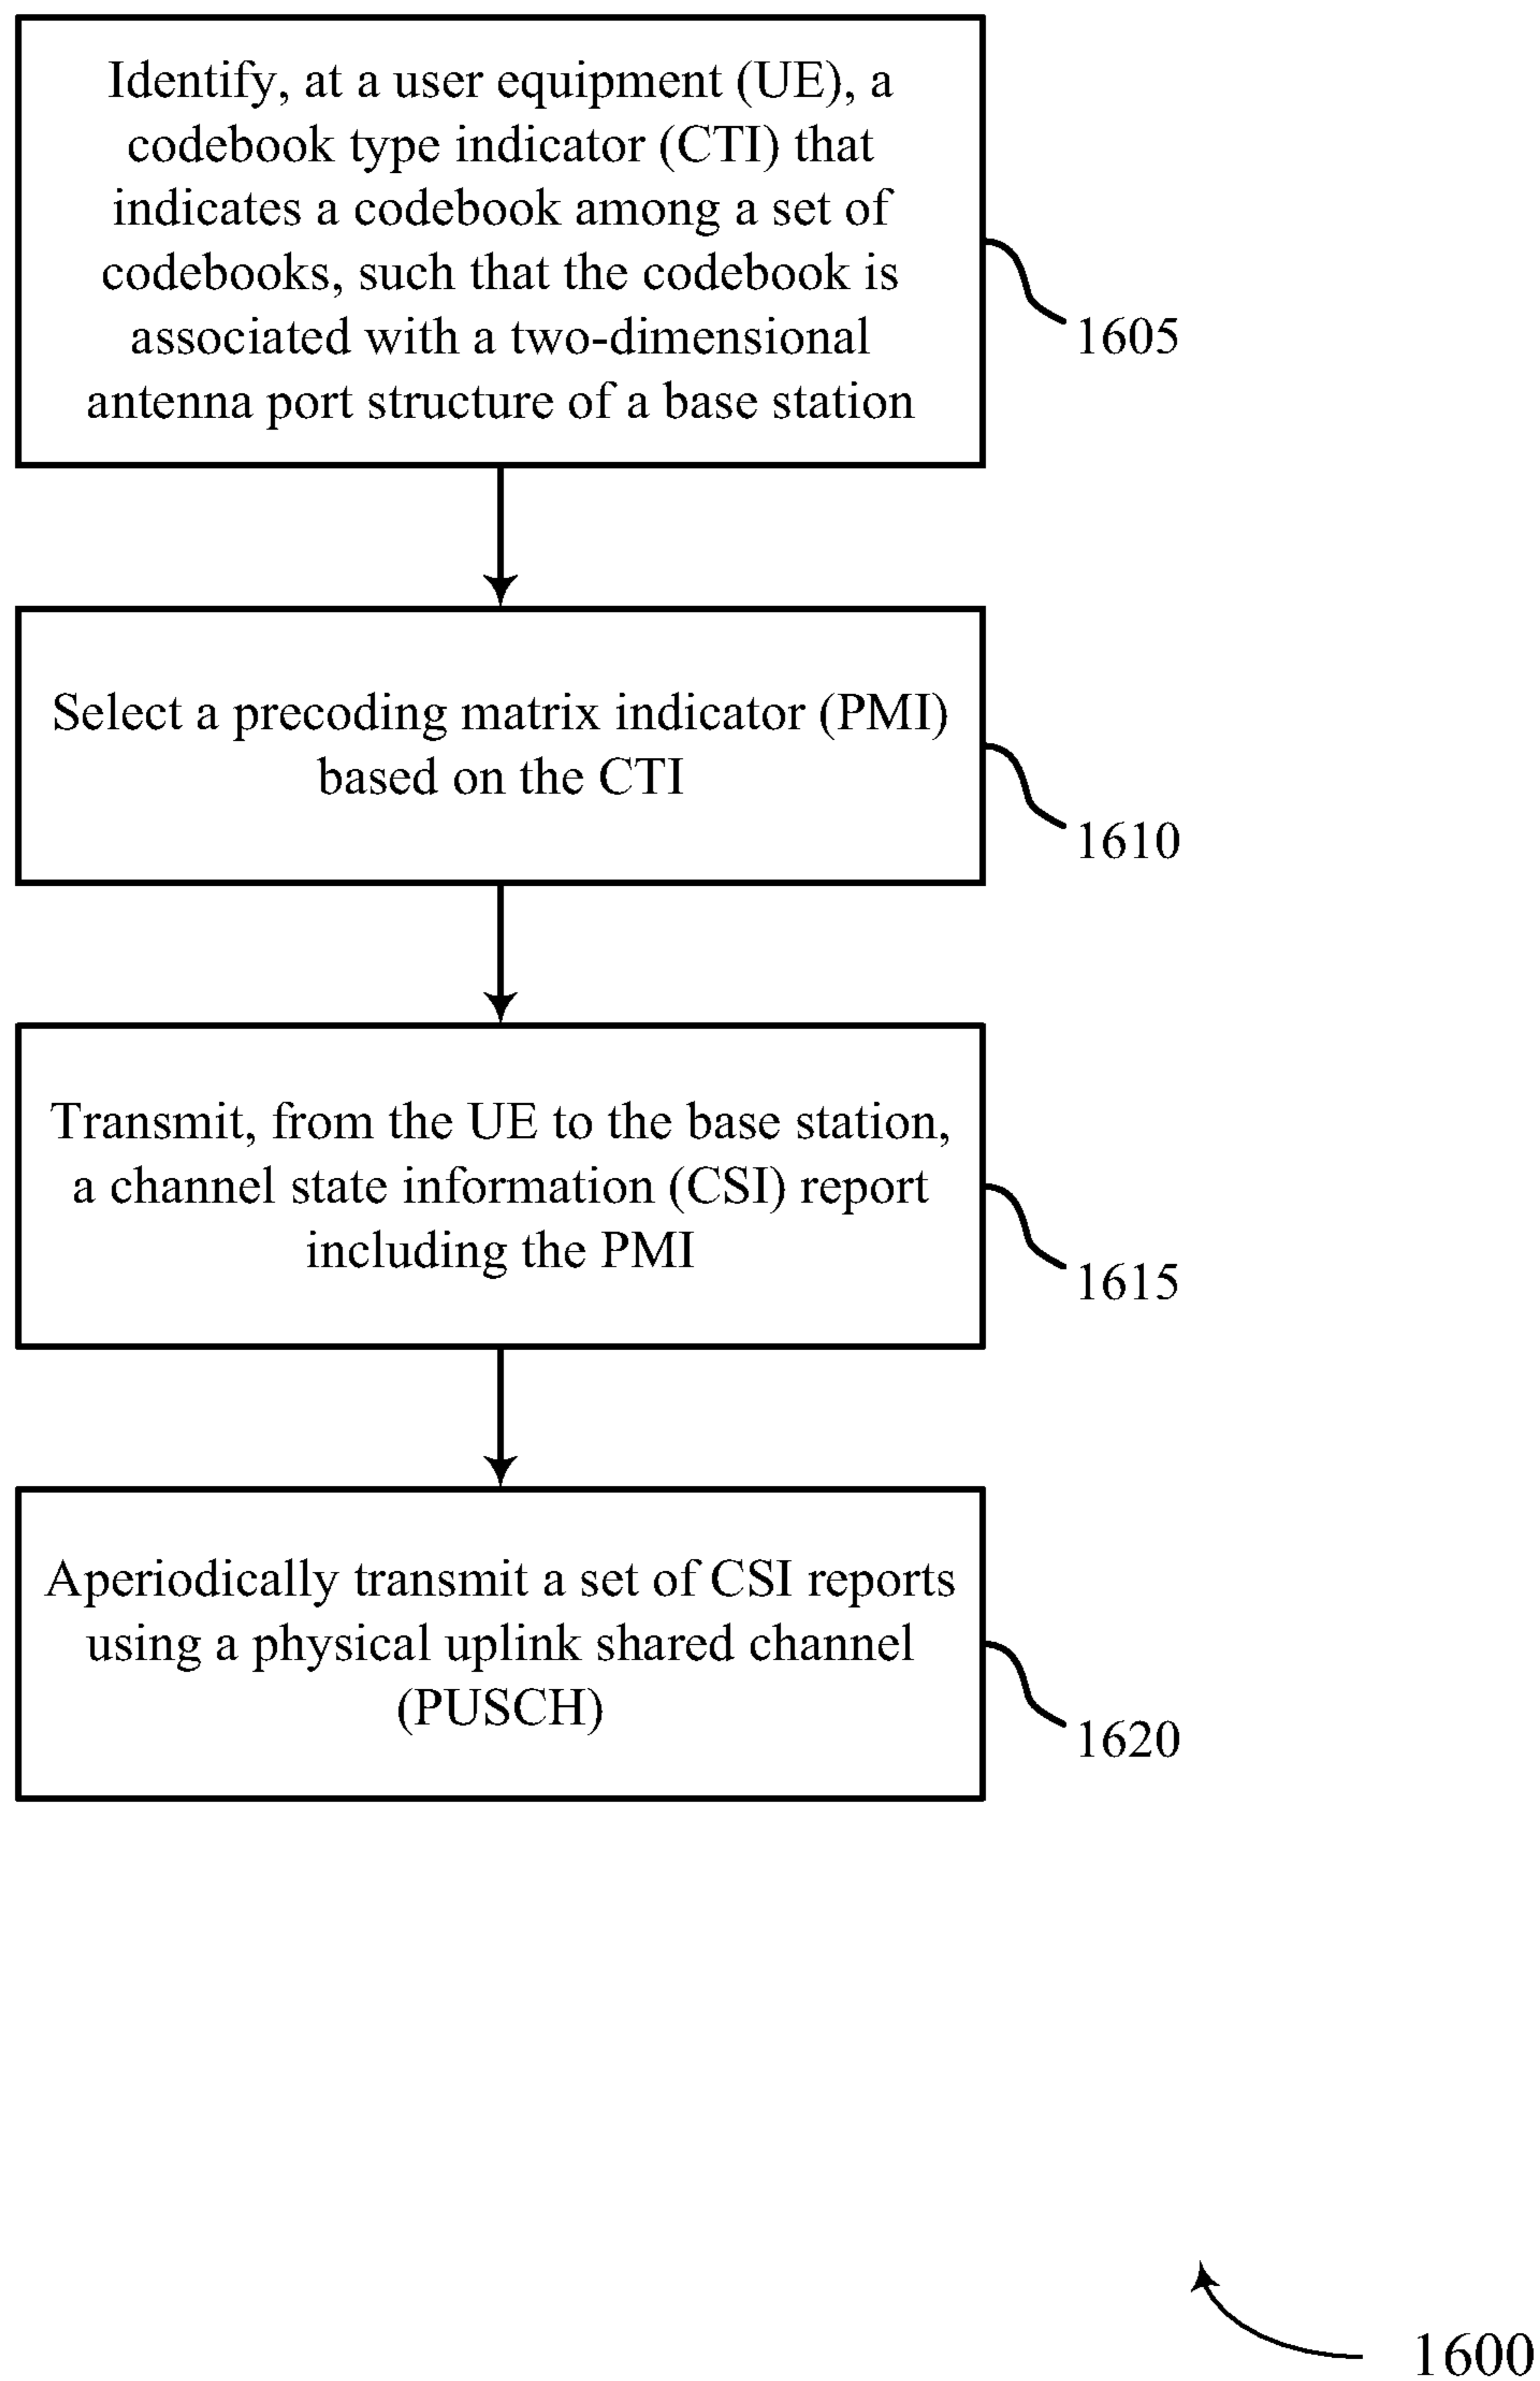 Identify, at a user equipment (UE), a
codebook type indicator (CTI) that
indicates a codebook among a set of
codebooks, such that the codebook is
associated with a two-dimensional
antenna port structure of a base station
1605
Select a precoding matrix indicator (PMI)
based on the CTI
1610
Transmit, from the UE to the base station,
a channel state information (CSI) report
including the PMI
1615
Aperiodically transmit a set of CSI reports
using a physical uplink shared channel
(PUSCH)
1620
1600